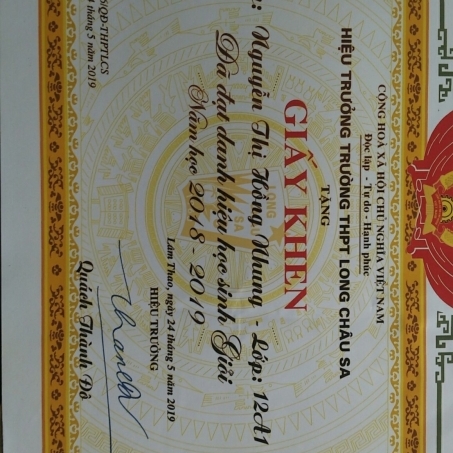 CỘNG HOÀ XÃ HỘI CHỦ NGHĨA VIỆT NAM
Độc lập - Tự do - Hạnh phúc
HIỆU TRƯỞNG TRƯỜNG THPT LONG CHÂU SA
TẶNG
GIẤY KHEN
Nguyễn Thị Hồng Nhung - Lớp: 12A1
Đã đạt danh hiệu học sinh Giỏi
Năm học 2018 - 2019
QĐ-THPTLCS
tháng 5 năm 2019
Lâm Thao, ngày 24 tháng 5 năm 2019
HIỆU TRƯỞNG
Quách Thành Đô